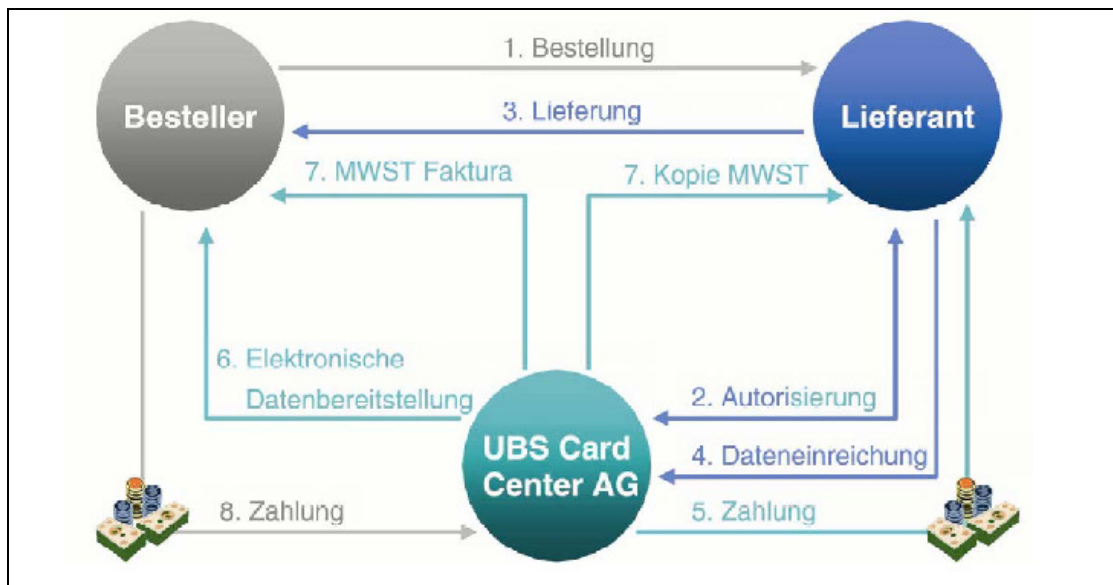 1. Bestellung
Besteller
3. Lieferung
Lieferant
7. MWST Faktura
7. Kopie MWST
6. Elektronische
Datenbereitstellung
2. Autorisierung
UBS Card
Center AG
4. Dateneinreichung
8. Zahlung
5. Zahlung